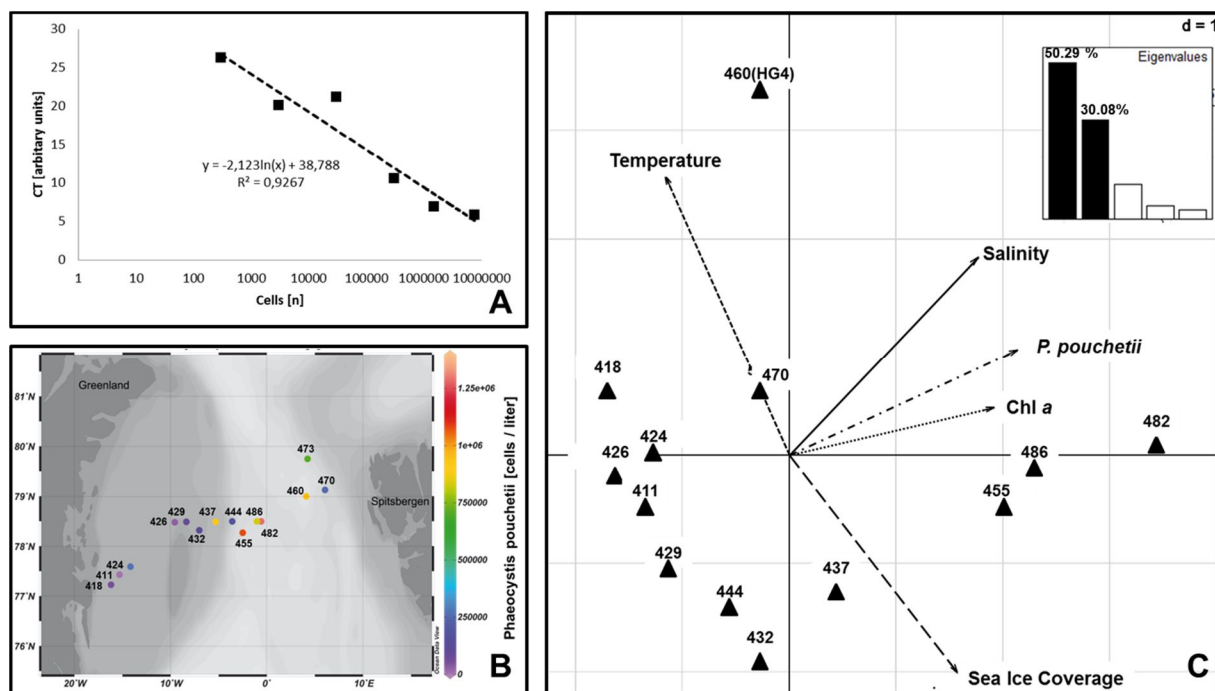 30
25
20
15
10
5
0
CT [arbitary units]
y = -2,123ln(x) + 38,788
R² = 0,9267
1 10 100 1000 10000 100000 1000000 10000000
Cells [n]
A
Greenland
Spitsbergen
81°N
80°N
79°N
78°N
77°N
76°N
20°W 10°W 0° 10°E
473
460
470
426
429
437
444
486
432
455
482
424
411
418
Ocean Data View
1.25e+06
1e+06
750000
500000
250000
0
Phaeocystis pouchetii [cells / liter]
B
d = 1
50.29 %
Eigenvalues
30.08%
460(HG4)
Temperature
Salinity
P. pouchetii
Chl a
418
470
424
426
411
482
486
455
429
444
437
432
Sea Ice Coverage
C